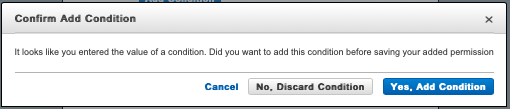 Confirm Add Condition
×
It looks like you entered the value of a condition. Did you want to add this condition before saving your added permission
Cancel No, Discard Condition Yes, Add Condition